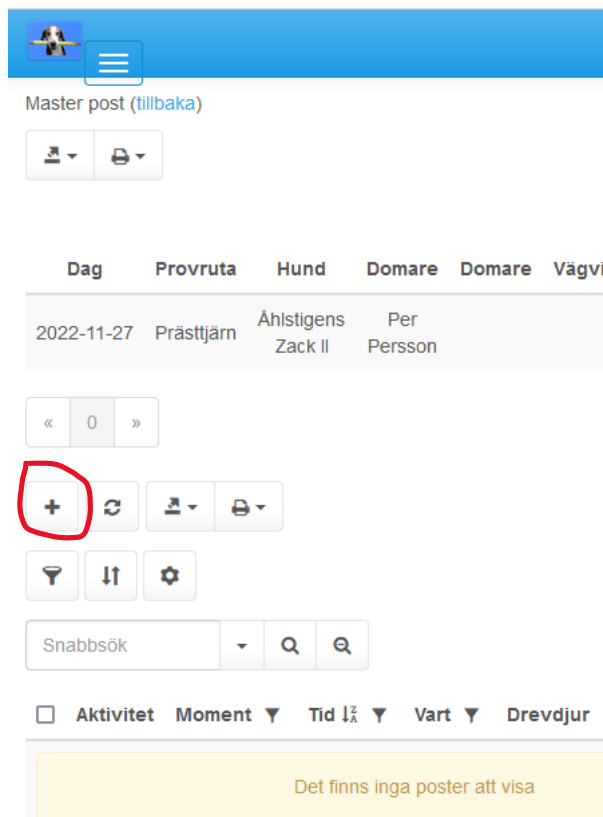 Master post (tillbaka)
Dag Provruta Hund Domare Domare Vägvi
2022-11-27 Prästtjärn Åhlstigens Zack II Per Persson
« 0 »
Snabbsök
Aktivitet Moment Tid Vart Drevdjur
Det finns inga poster att visa